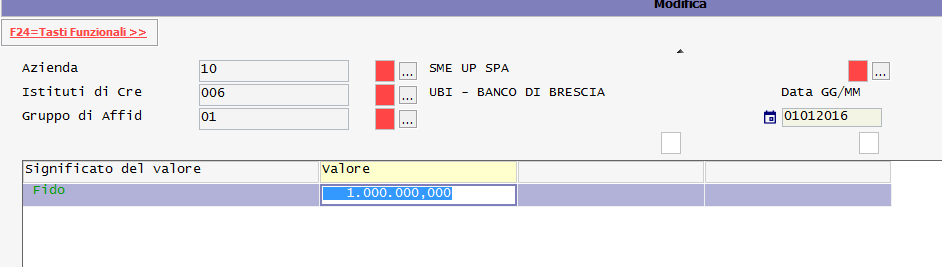 Modifica
F24=Tasti Funzionali >>
Azienda 10 ... SME UP SPA ...
Istituti di Cre 006 ... UBI - BANCO DI BRESCIA Data GG/MM
Gruppo di Affid 01 ... 01012016
Significato del valore Valore
Fido 1.000.000,000